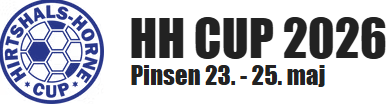 HIRTSHALS-HORNE
CUP
HH CUP 2026
Pinsen 23. - 25. maj